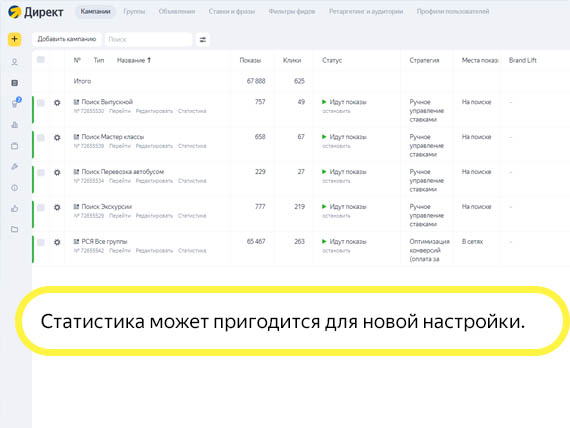 Директ
Кампании Группы Объявления Ставки и фразы Фильтры фидов Ретаргетинг и аудитории Профили пользователей
Добавить кампанию Поиск
№ Тип Название ↑ Показы Клики Статус Стратегия Места показа Brand Lift
Итого 67 888 625
Поиск Выпускной 757 49 Идут показы Ручное На поиске –
№ 72655530 Перейти Редактировать Статистика остановить управление
ставками
Поиск Мастер классы 658 67 Идут показы Ручное На поиске –
№ 72655539 Перейти Редактировать Статистика остановить управление
ставками
Поиск Перевозка автобусом 229 27 Идут показы Ручное На поиске –
№ 72655534 Перейти Редактировать Статистика остановить управление
ставками
Поиск Экскурсии 777 219 Идут показы Ручное На поиске –
№ 72655529 Перейти Редактировать Статистика остановить управление
ставками
РСЯ Все группы 65 467 263 Идут показы Оптимизация В сетях –
№ 72655542 Перейти Редактировать Статистика остановить конверсий
(оплата за
Статистика может пригодится для новой настройки.